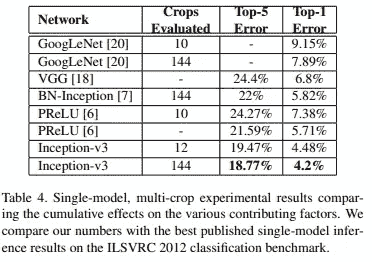 Network Crops Evaluated Top-5 Error Top-1 Error
GoogLeNet [20] 10 - 9.15%
GoogLeNet [20] 144 - 7.89%
VGG [18] - 24.4% 6.8%
BN-Inception [7] 144 22% 5.82%
PReLU [6] 10 24.27% 7.38%
PReLU [6] - 21.59% 5.71%
Inception-v3 12 19.47% 4.48%
Inception-v3 144 18.77% 4.2%
Table 4. Single-model, multi-crop experimental results compar-
ing the cumulative effects on the various contributing factors. We
compare our numbers with the best published single-model infer-
ence results on the ILSVRC 2012 classification benchmark.